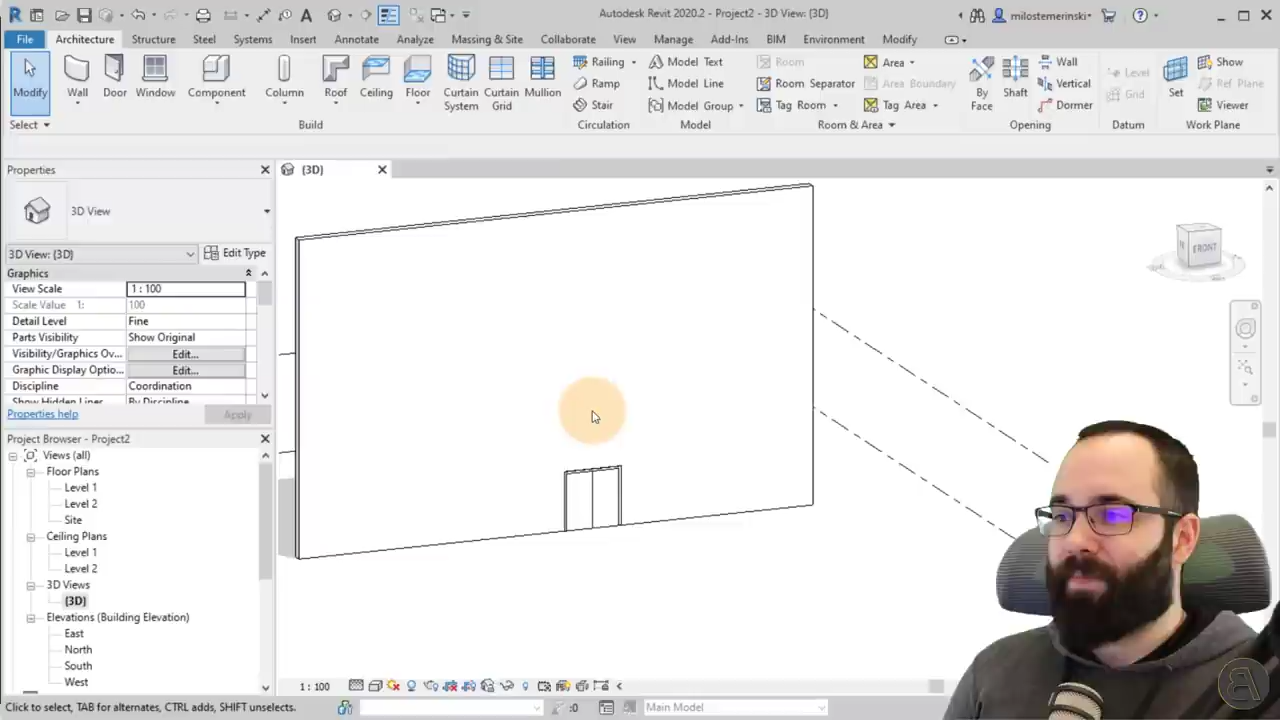 Autodesk Revit 2020.2 - Project2 - 3D View: {3D}
milostemerinski
File
Architecture
Structure
Steel
Systems
Insert
Annotate
Analyze
Massing & Site
Collaborate
View
Manage
Add-Ins
BIM
Environment
Modify
Modify
Wall
Door
Window
Component
Column
Roof
Ceiling
Floor
Curtain
System
Curtain
Grid
Mullion
Railing
Ramp
Stair
Model Text
Model Line
Model Group
Room
Room Separator
Tag Room
Area
Area Boundary
Tag Area
By
Face
Shaft
Wall
Vertical
Dormer
Level
Grid
Set
Show
Ref Plane
Viewer
Select
Build
Circulation
Model
Room & Area
Opening
Datum
Work Plane
Properties
{3D}
3D View
3D View: {3D}
Edit Type
Graphics
View Scale
1 : 100
Scale Value 1:
100
Detail Level
Fine
Parts Visibility
Show Original
Visibility/Graphics Ov...
Edit...
Graphic Display Optio...
Edit...
Discipline
Coordination
Show Hidden Lines
By Discipline
Properties help
Apply
Project Browser - Project2
Views (all)
Floor Plans
Level 1
Level 2
Site
Ceiling Plans
Level 1
Level 2
3D Views
{3D}
Elevations (Building Elevation)
East
North
South
West
FRONT
1 : 100
Click to select, TAB for alternates, CTRL adds, SHIFT unselects.
:0
Main Model